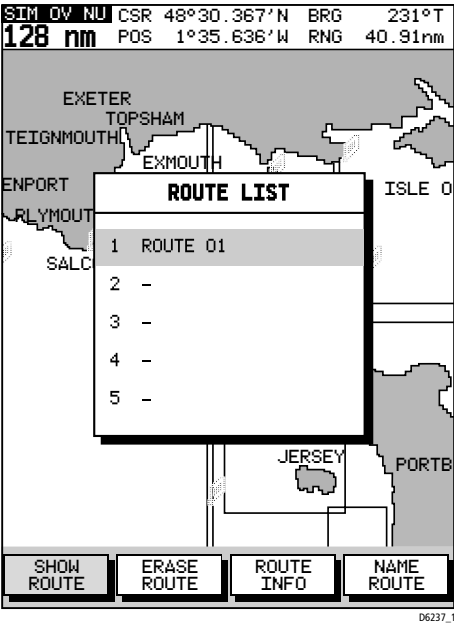 SIM OV NU CSR 48°30.367'N BRG 231°T
128 nm POS 1°35.636'W RNG 40.91nm
EXETER
TOPSHAM
TEIGNMOUTH
EXMOUTH
ENPORT
ISLE O
PLYMOUT
SALC
ROUTE LIST
1 ROUTE 01
2 –
3 –
4 –
5 –
JERSEY
PORTB
SHOW ROUTE
ERASE ROUTE
ROUTE INFO
NAME ROUTE
D6237_1